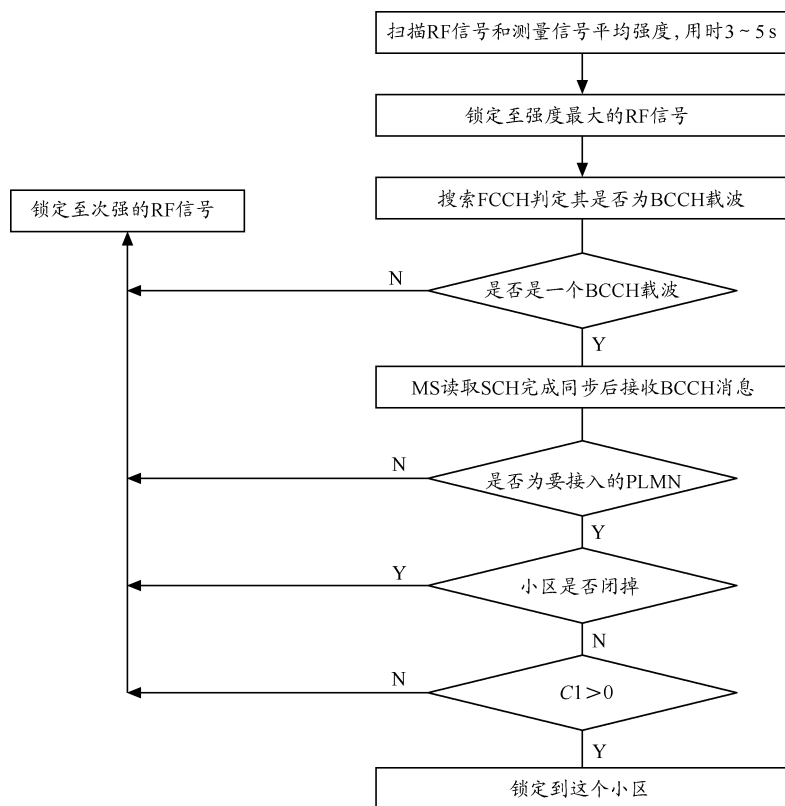 扫描RF信号和测量信号平均强度,用时3~5s
锁定至强度最大的RF信号
搜索FCCH判定其是否为BCCH载波
锁定至次强的RF信号
N
是否是一个BCCH载波
Y
MS读取SCH完成同步后接收BCCH消息
N
是否为要接入的PLMN
Y
Y
小区是否闭掉
N
N
C1>0
Y
锁定到这个小区